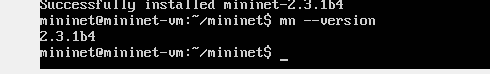 Successfully installed mininet-2.3.1b4
mininet@mininet-vm:~/mininet$ mn --version
2.3.1b4
mininet@mininet-vm:~/mininet$ _